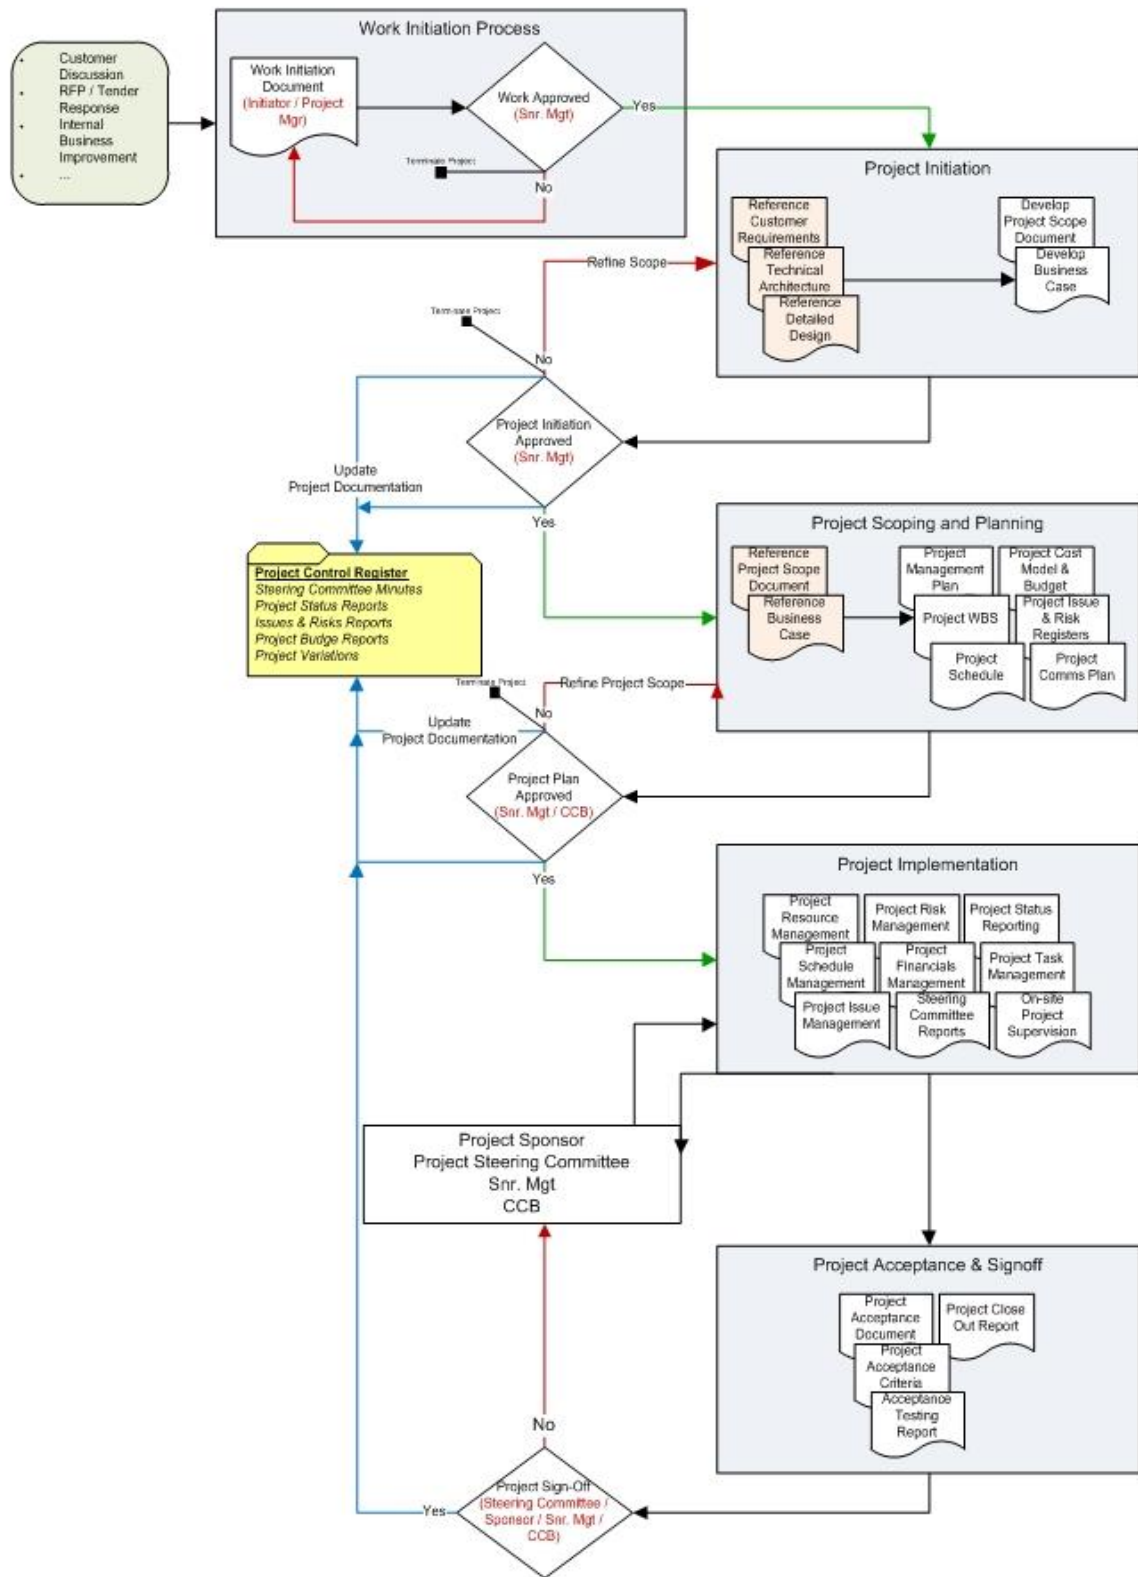 Work Initiation Process
Customer
Discussion
RFP / Tender
Response
Internal
Business
Improvement
...
Work Initiation
Document
(Initiator / Project
Mgr)
Work Approved
(Snr. Mgt)
Yes
Terminate Project
No
Project Initiation
Reference
Customer
Requirements
Reference
Technical
Architecture
Reference
Detailed
Design
Develop
Project Scope
Document
Develop
Business
Case
Refine Scope
Terminate Project
No
Project Initiation
Approved
(Snr. Mgt)
Update
Project Documentation
Yes
Project Control Register
Steering Committee Minutes
Project Status Reports
Issues & Risks Reports
Project Budge Reports
Project Variations
Project Scoping and Planning
Reference
Project Scope
Document
Reference
Business
Case
Project
Management
Plan
Project Cost
Model &
Budget
Project WBS
Project Issue
& Risk
Registers
Project
Schedule
Project
Comms Plan
Terminate Project
Refine Project Scope
No
Update
Project Documentation
Project Plan
Approved
(Snr. Mgt / CCB)
Yes
Project Implementation
Project
Resource
Management
Project Risk
Management
Project Status
Reporting
Project
Schedule
Management
Project
Financials
Management
Project Task
Management
Project Issue
Management
Steering
Committee
Reports
On-site
Project
Supervision
Project Sponsor
Project Steering Committee
Snr. Mgt
CCB
Project Acceptance & Signoff
Project
Acceptance
Document
Project Close
Out Report
Project
Acceptance
Criteria
Acceptance
Testing
Report
No
Project Sign-Off
(Steering Committee /
Sponsor / Snr. Mgt /
CCB)
Yes